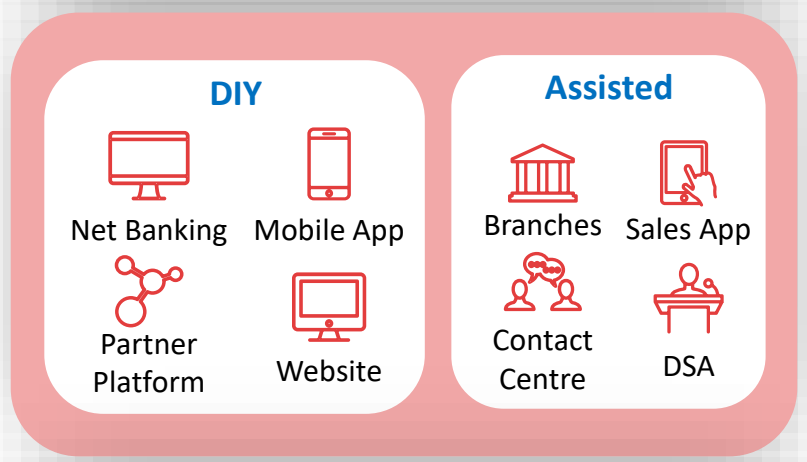 DIY
Net Banking
Mobile App
Partner
Platform
Website
Assisted
Branches
Sales App
Contact
Centre
DSA